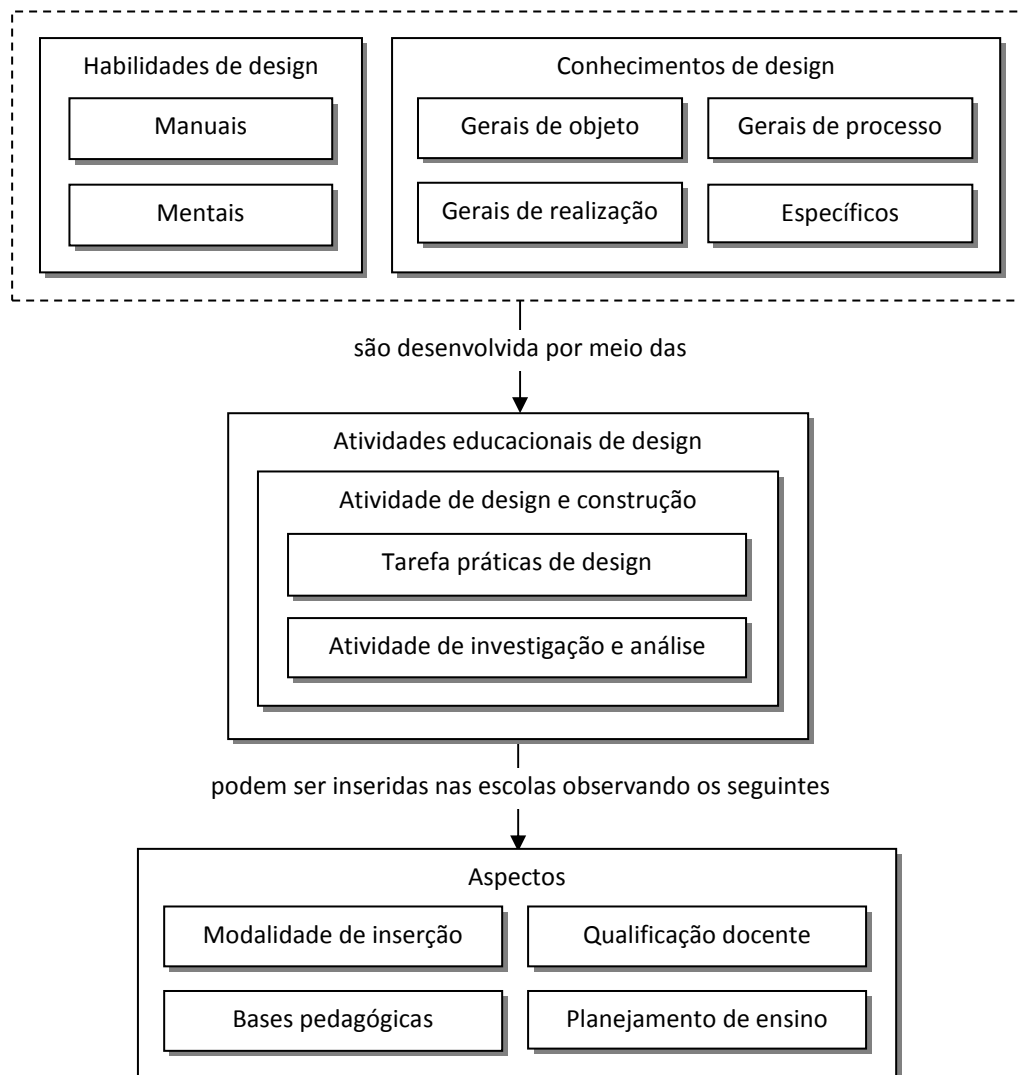 Habilidades de design
Manuais
Mentais
Conhecimentos de design
Gerais de objeto
Gerais de processo
Gerais de realização
Específicos
são desenvolvida por meio das
Atividades educacionais de design
Atividade de design e construção
Tarefa práticas de design
Atividade de investigação e análise
podem ser inseridas nas escolas observando os seguintes
Aspectos
Modalidade de inserção
Qualificação docente
Bases pedagógicas
Planejamento de ensino